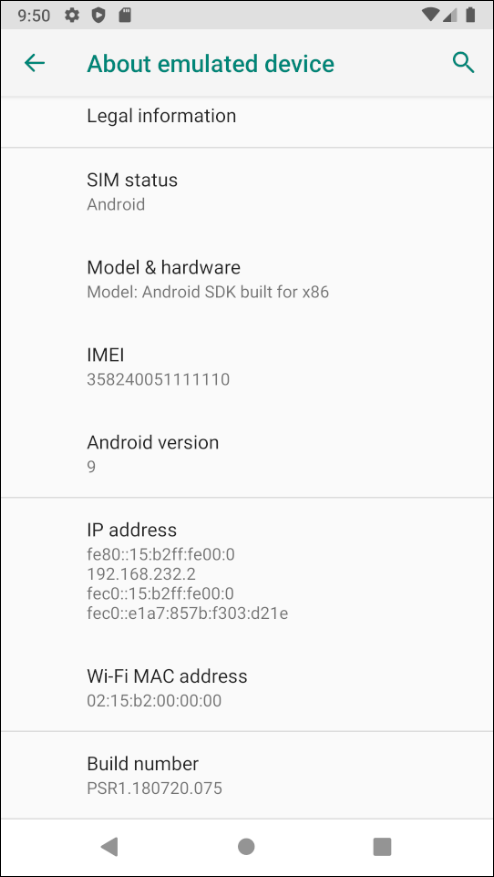 9:50
About emulated device
Legal information
SIM status
Android
Model & hardware
Model: Android SDK built for x86
IMEI
358240051111110
Android version
9
IP address
fe80::15:b2ff:fe00:0
192.168.232.2
fec0::15:b2ff:fe00:0
fec0::e1a7:857b:f303:d21e
Wi-Fi MAC address
02:15:b2:00:00:00
Build number
PSR1.180720.075